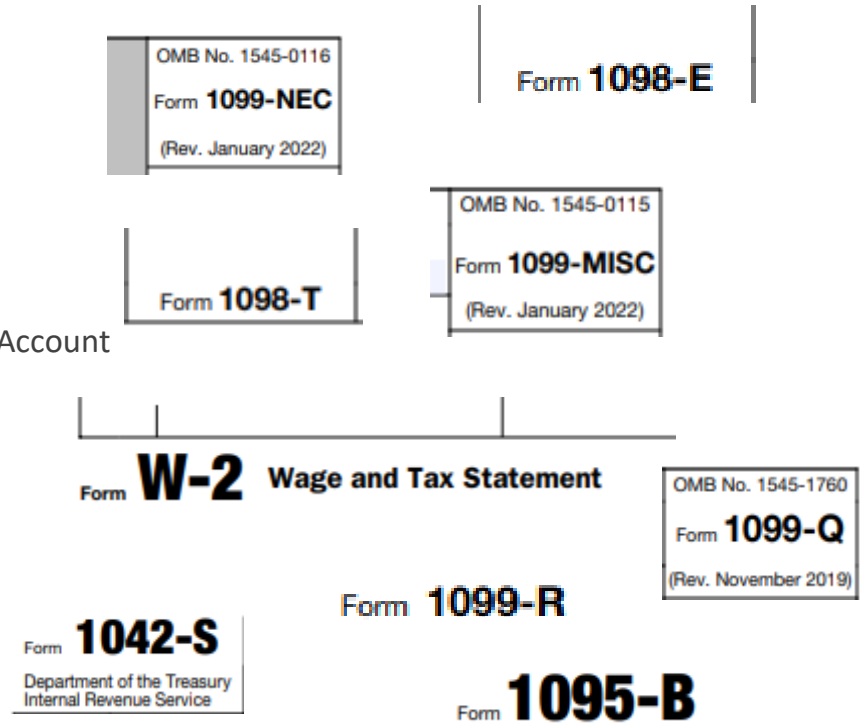 OMB No. 1545-0116
Form 1099-NEC
(Rev. January 2022)
Form 1098-E
OMB No. 1545-0115
Form 1099-MISC
(Rev. January 2022)
Form 1098-T
Account
Form W-2 Wage and Tax Statement
OMB No. 1545-1760
Form 1099-Q
(Rev. November 2019)
Form 1099-R
Form 1042-S
Department of the Treasury
Internal Revenue Service
Form 1095-B